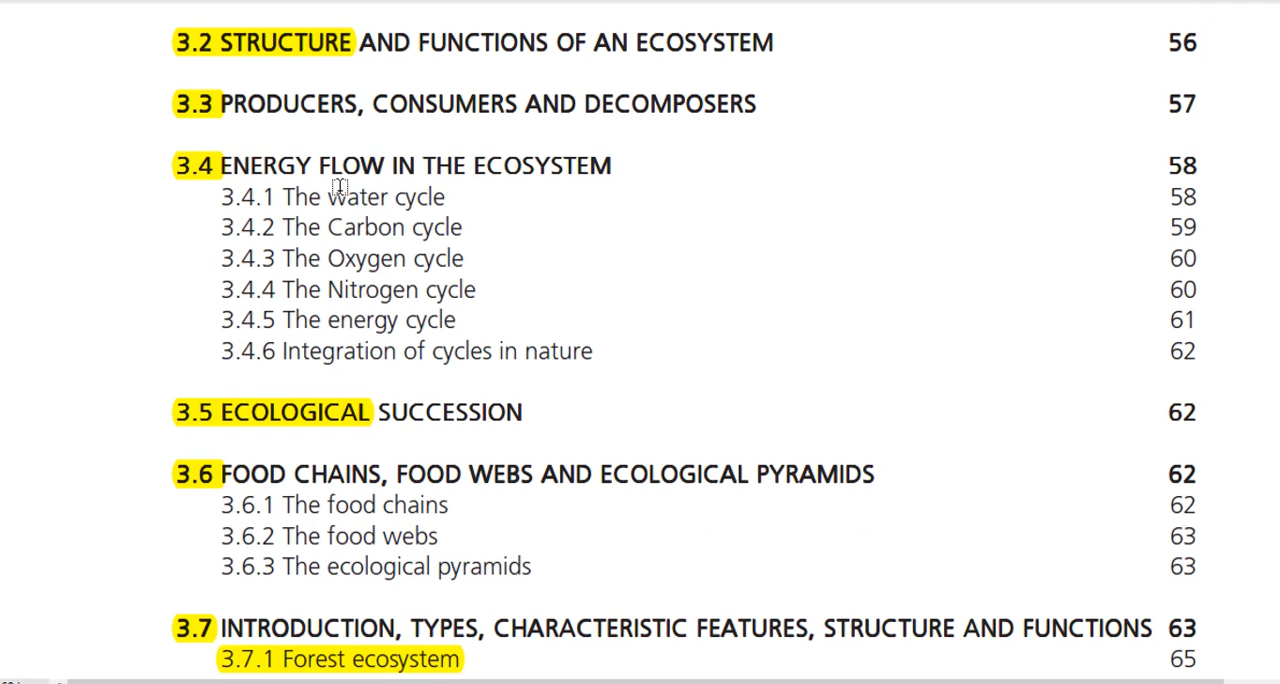 3.2 STRUCTURE AND FUNCTIONS OF AN ECOSYSTEM 56
3.3 PRODUCERS, CONSUMERS AND DECOMPOSERS 57
3.4 ENERGY FLOW IN THE ECOSYSTEM 58
3.4.1 The Water cycle 58
3.4.2 The Carbon cycle 59
3.4.3 The Oxygen cycle 60
3.4.4 The Nitrogen cycle 60
3.4.5 The energy cycle 61
3.4.6 Integration of cycles in nature 62
3.5 ECOLOGICAL SUCCESSION 62
3.6 FOOD CHAINS, FOOD WEBS AND ECOLOGICAL PYRAMIDS 62
3.6.1 The food chains 62
3.6.2 The food webs 63
3.6.3 The ecological pyramids 63
3.7 INTRODUCTION, TYPES, CHARACTERISTIC FEATURES, STRUCTURE AND FUNCTIONS 63
3.7.1 Forest ecosystem 65